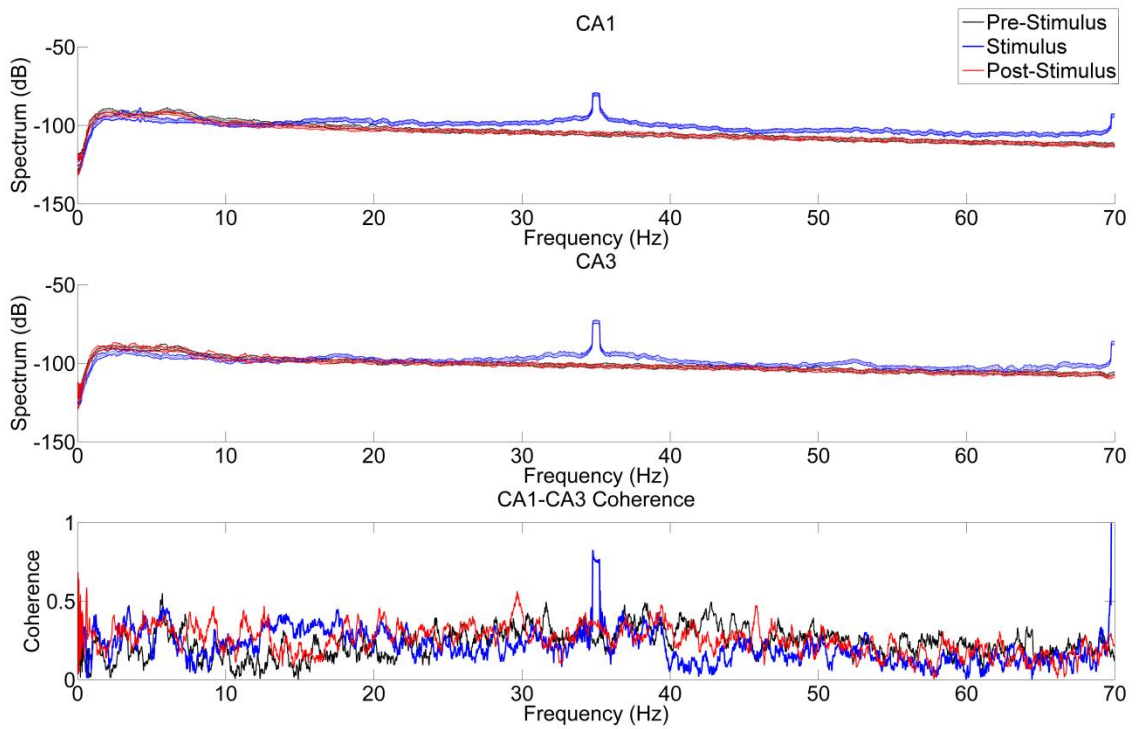 CA1
Pre-Stimulus
Stimulus
Post-Stimulus
Spectrum (dB)
-50
-100
-150
0 10 20 30 40 50 60 70
Frequency (Hz)
CA3
Spectrum (dB)
-50
-100
-150
0 10 20 30 40 50 60 70
Frequency (Hz)
CA1-CA3 Coherence
Coherence
1
0.5
0
0 10 20 30 40 50 60 70
Frequency (Hz)